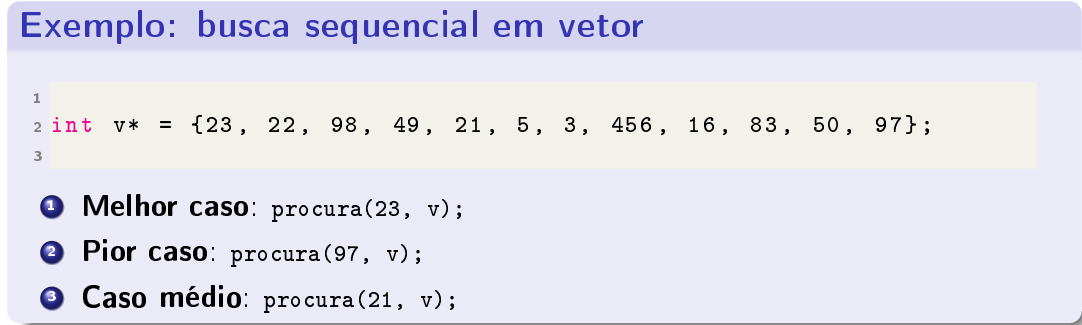 Exemplo: busca sequencial em vetor
1
2 int v* = {23, 22, 98, 49, 21, 5, 3, 456, 16, 83, 50, 97};
3
1 Melhor caso: procura(23, v);
2 Pior caso: procura(97, v);
3 Caso médio: procura(21, v);